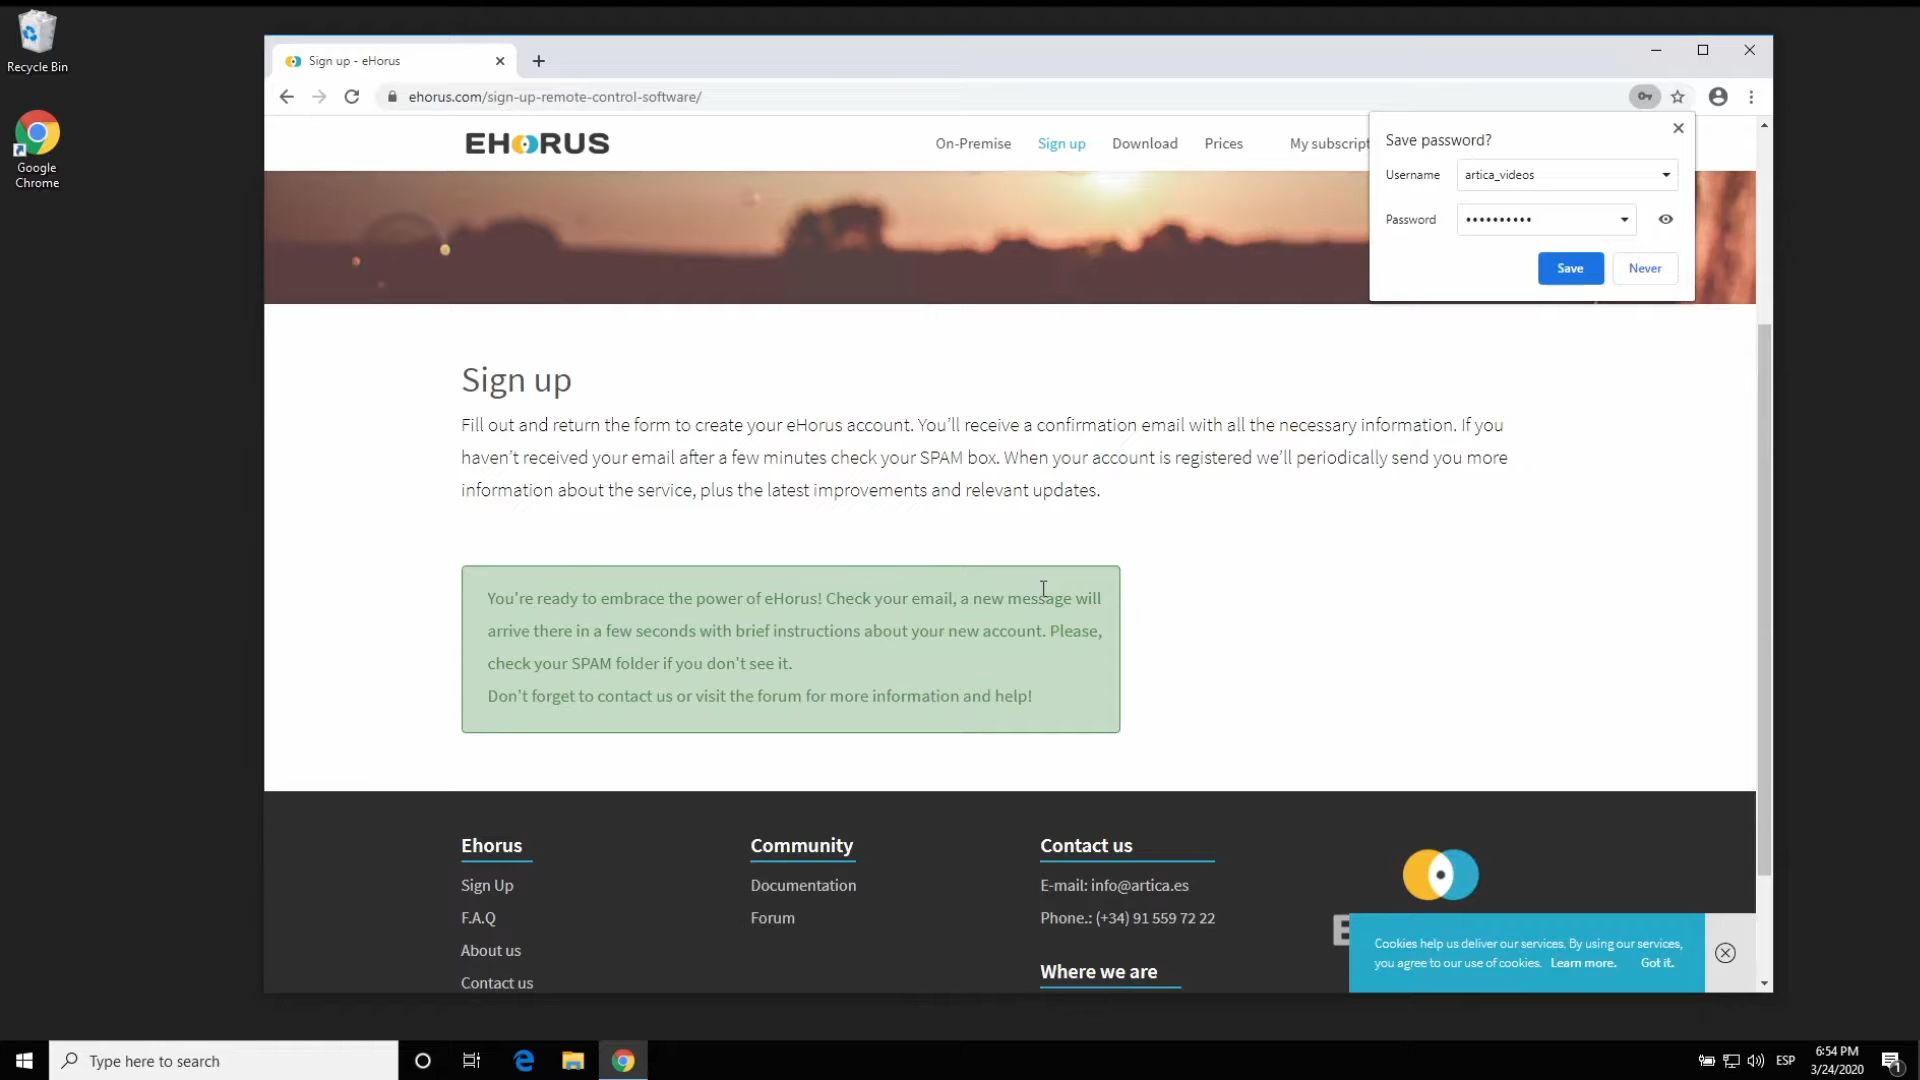 Recycle Bin
Google
Chrome
Sign up - eHorus
ehorus.com/sign-up-remote-control-software/
EHORUS
On-Premise
Sign up
Download
Prices
My subscript
Save password?
Username
artica_videos
Password
••••••••••
Save
Never
Sign up
Fill out and return the form to create your eHorus account. You'll receive a confirmation email with all the necessary information. If you
haven't received your email after a few minutes check your SPAM box. When your account is registered we'll periodically send you more
information about the service, plus the latest improvements and relevant updates.
You're ready to embrace the power of eHorus! Check your email, a new message will
arrive there in a few seconds with brief instructions about your new account. Please,
check your SPAM folder if you don't see it.
Don't forget to contact us or visit the forum for more information and help!
Ehorus
Sign Up
F.A.Q
About us
Contact us
Community
Documentation
Forum
Contact us
E-mail: info@artica.es
Phone.: (+34) 91 559 72 22
Where we are
E
Cookies help us deliver our services. By using our services,
you agree to our use of cookies. Learn more. Got it.
Type here to search
ESP
6:54 PM
3/24/2020
1